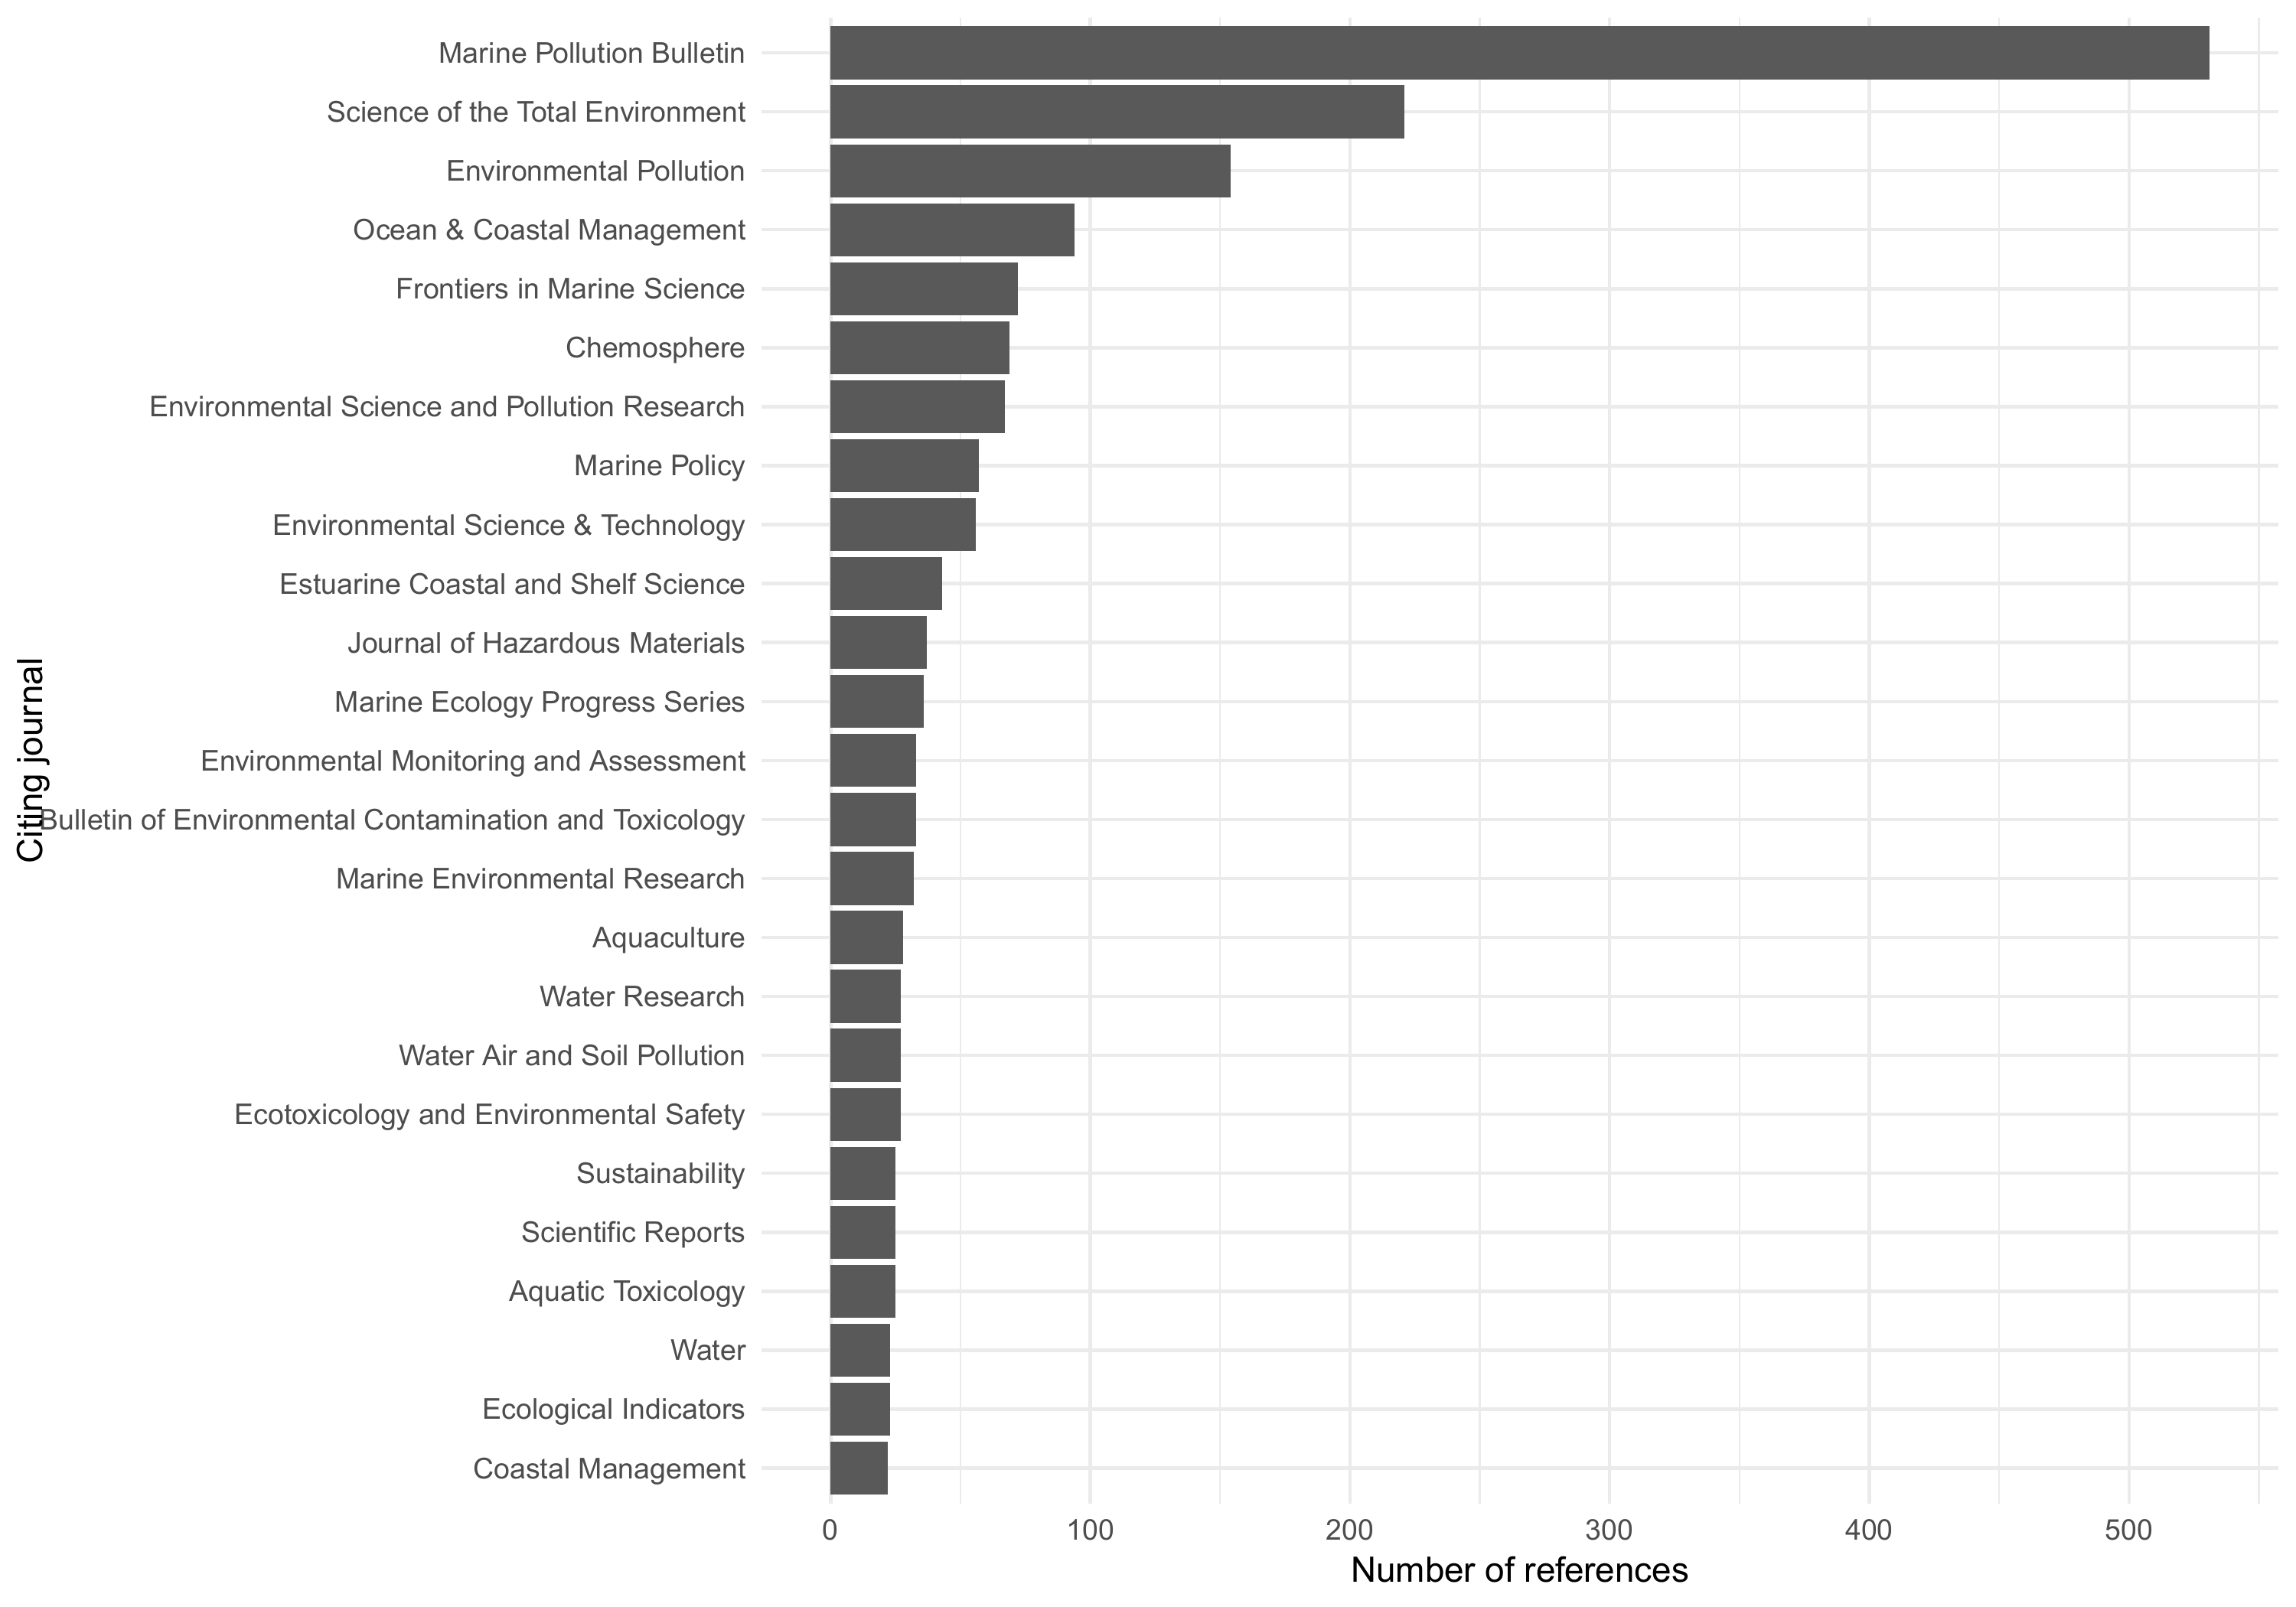 Marine Pollution Bulletin
Science of the Total Environment
Environmental Pollution
Ocean & Coastal Management
Frontiers in Marine Science
Chemosphere
Environmental Science and Pollution Research
Marine Policy
Environmental Science & Technology
Estuarine Coastal and Shelf Science
Journal of Hazardous Materials
Marine Ecology Progress Series
Environmental Monitoring and Assessment
Bulletin of Environmental Contamination and Toxicology
Marine Environmental Research
Aquaculture
Water Research
Water Air and Soil Pollution
Ecotoxicology and Environmental Safety
Sustainability
Scientific Reports
Aquatic Toxicology
Water
Ecological Indicators
Coastal Management
Citing journal
0 100 200 300 400 500
Number of references